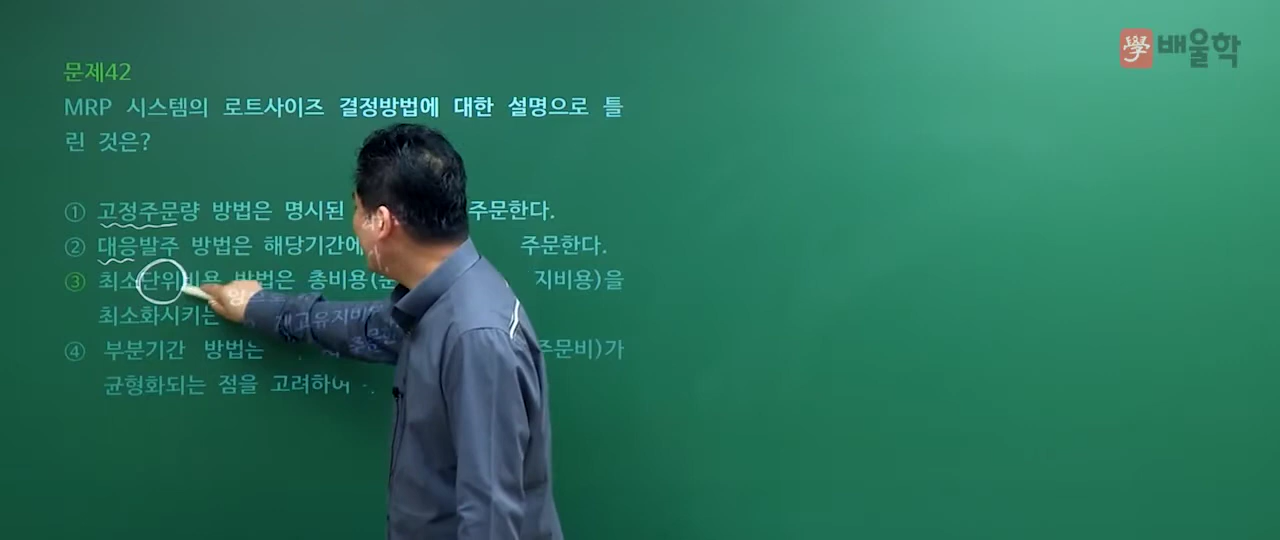 學배울학
문제42
MRP 시스템의 로트사이즈 결정방법에 대한 설명으로 틀
린 것은?
① 고정주문량 방법은 명시된 주문한다.
② 대응발주 방법은 해당기간에 주문한다.
③ 최소단위비용 방법은 총비용( 지비용)을
최소화시키는
④ 부분기간 방법은 주문비)가
균형화되는 점을 고려하여